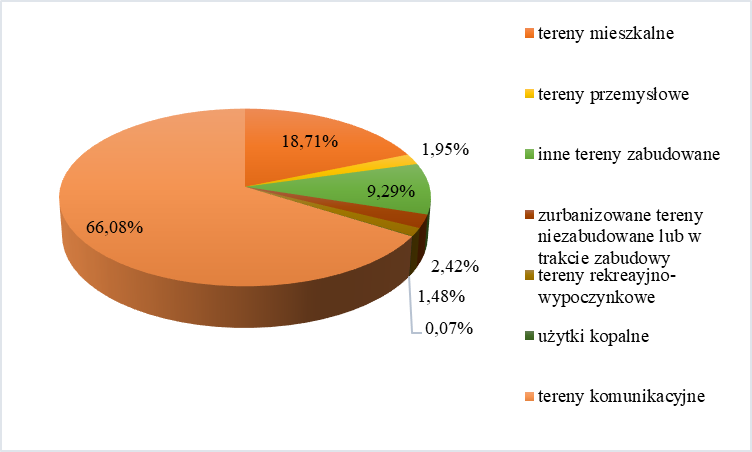 18,71%
1,95%
9,29%
66,08%
2,42%
1,48%
0,07%
tereny mieszkalne
tereny przemysłowe
inne tereny zabudowane
zurbanizowane tereny
niezabudowane lub w
trakcie zabudowy
tereny rekreayjno-
wypoczynkowe
użytki kopalne
tereny komunikacyjne